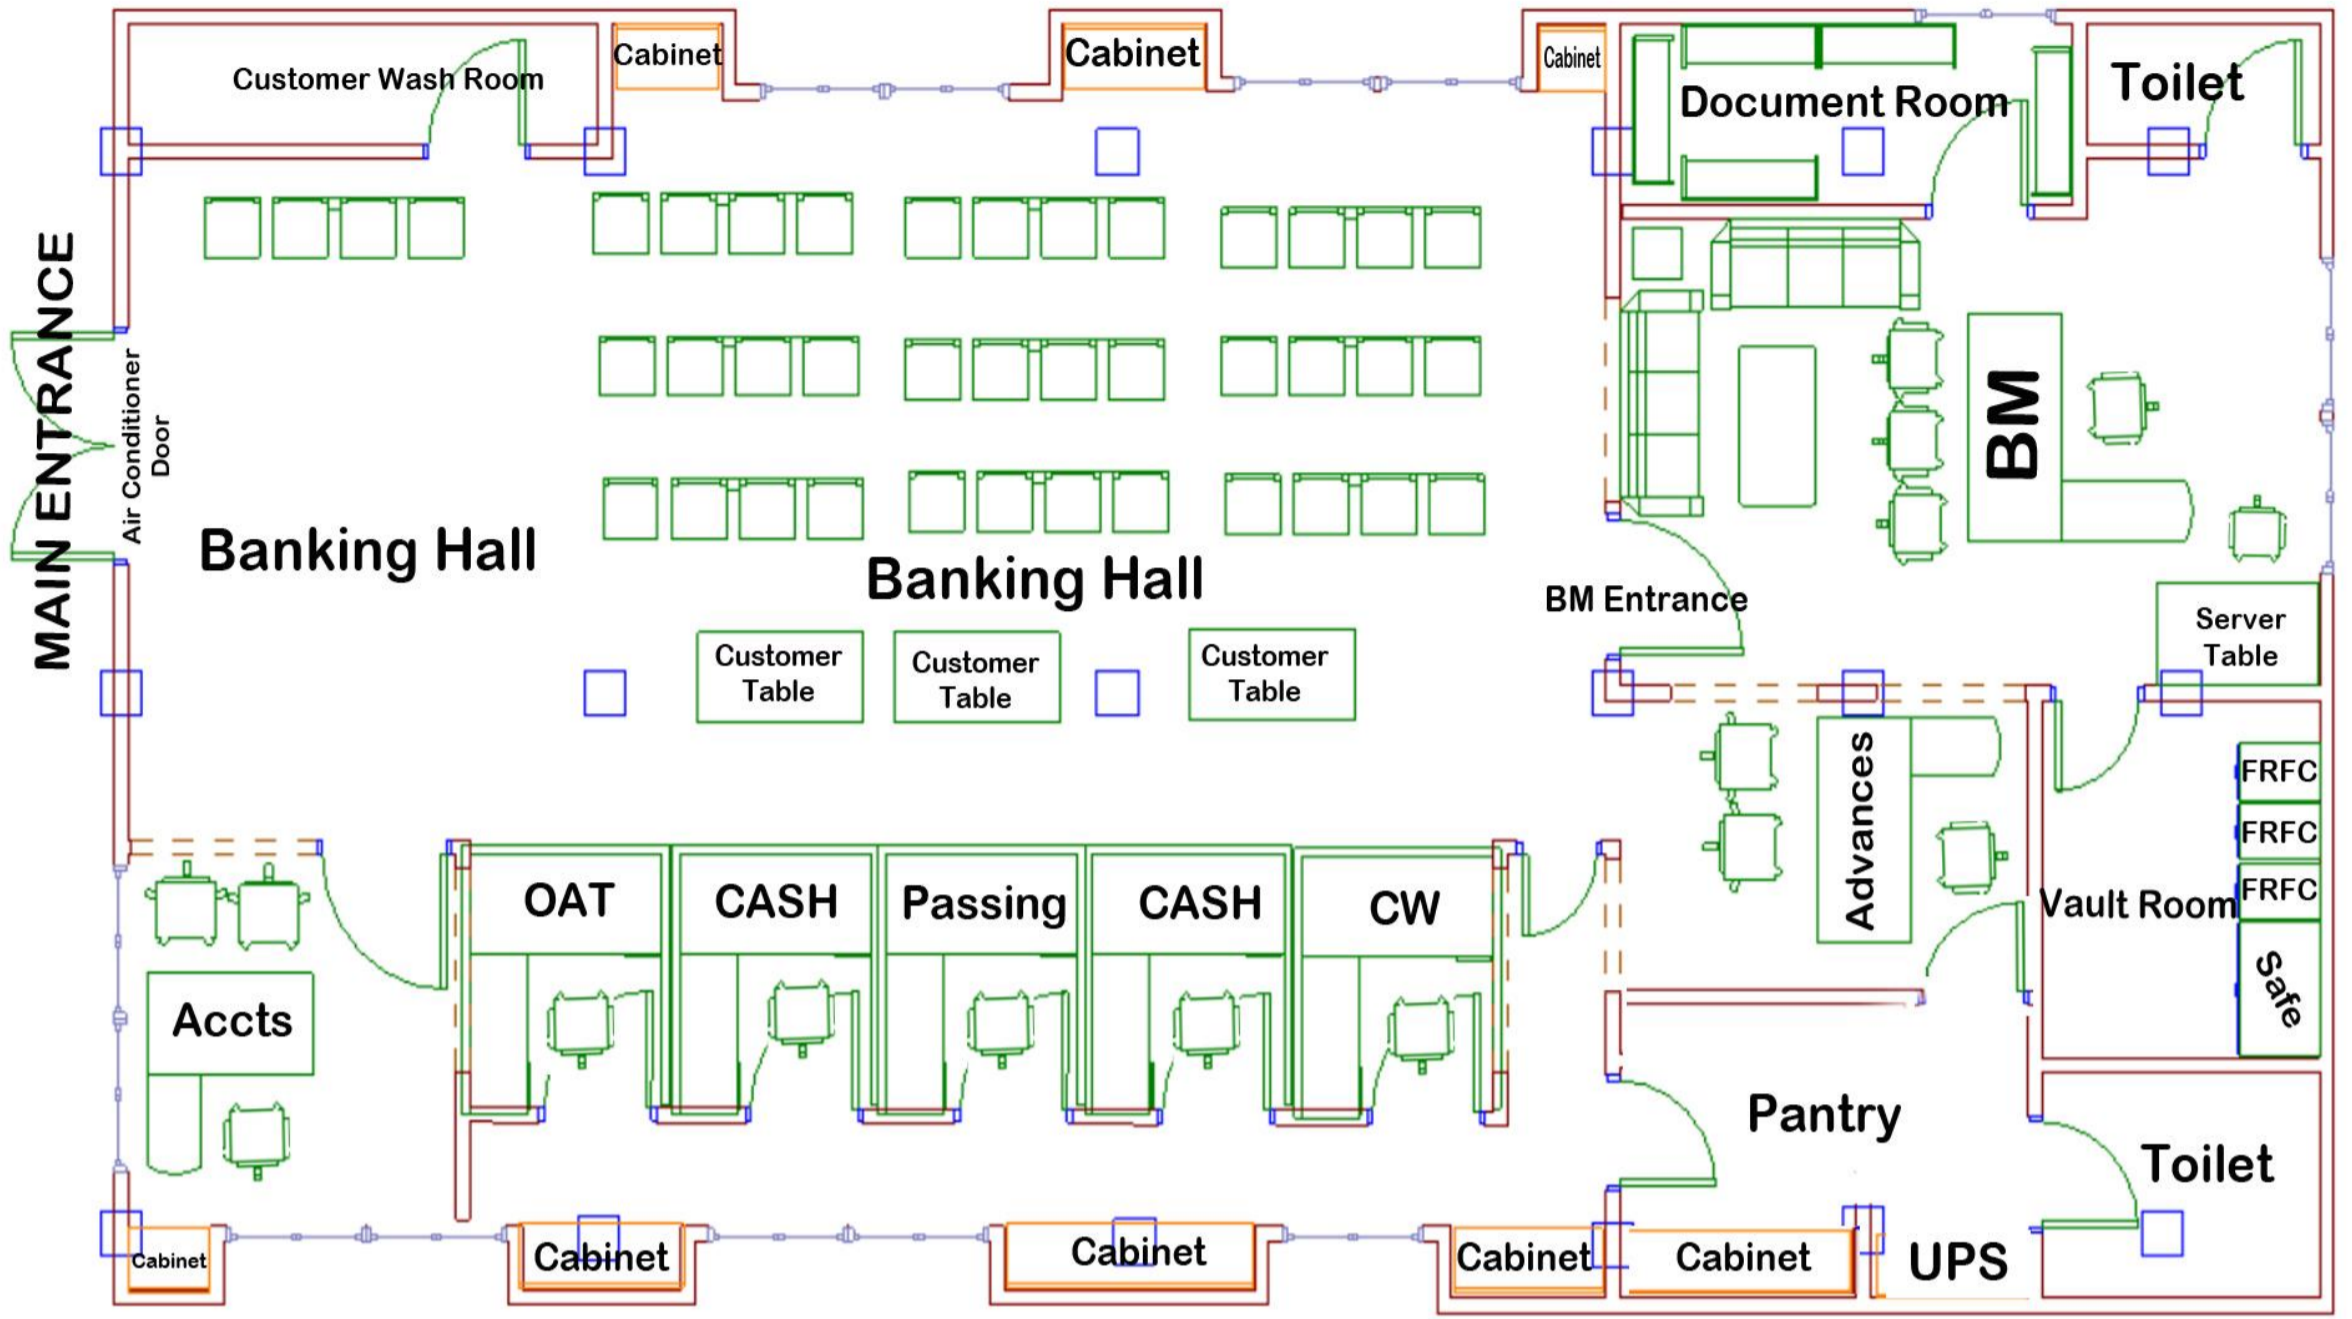 Customer Wash Room
Cabinet
Cabinet
Cabinet
Document Room
Toilet
MAIN ENTRANCE
Air Conditioner
Door
Banking Hall
Banking Hall
BM
BM Entrance
Server
Table
Customer
Table
Customer
Table
Customer
Table
Advances
FRFC
FRFC
FRFC
Vault Room
Safe
OAT
CASH
Passing
CASH
CW
Accts
Pantry
Toilet
Cabinet
Cabinet
Cabinet
Cabinet
Cabinet
UPS